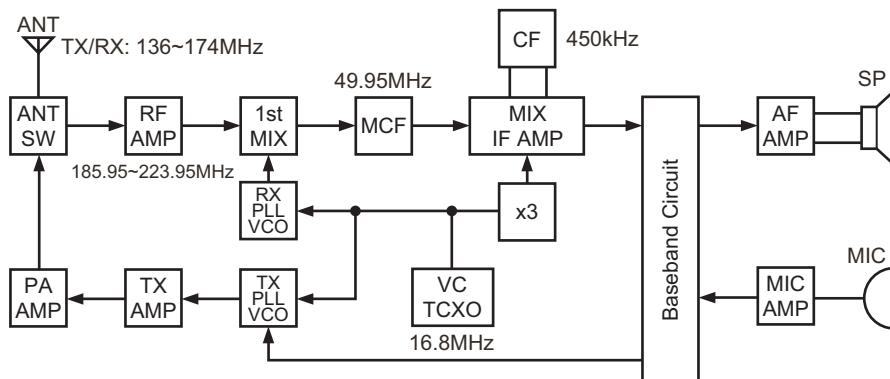 ANT
TX/RX: 136~174MHz
CF
450kHz
SP
49.95MHz
ANT
SW
RF
AMP
1st
MIX
MCF
MIX
IF AMP
AF
AMP
185.95~223.95MHz
RX
PLL
VCO
x3
Baseband Circuit
MIC
PA
AMP
TX
AMP
TX
PLL
VCO
VC
TCXO
MIC
AMP
16.8MHz